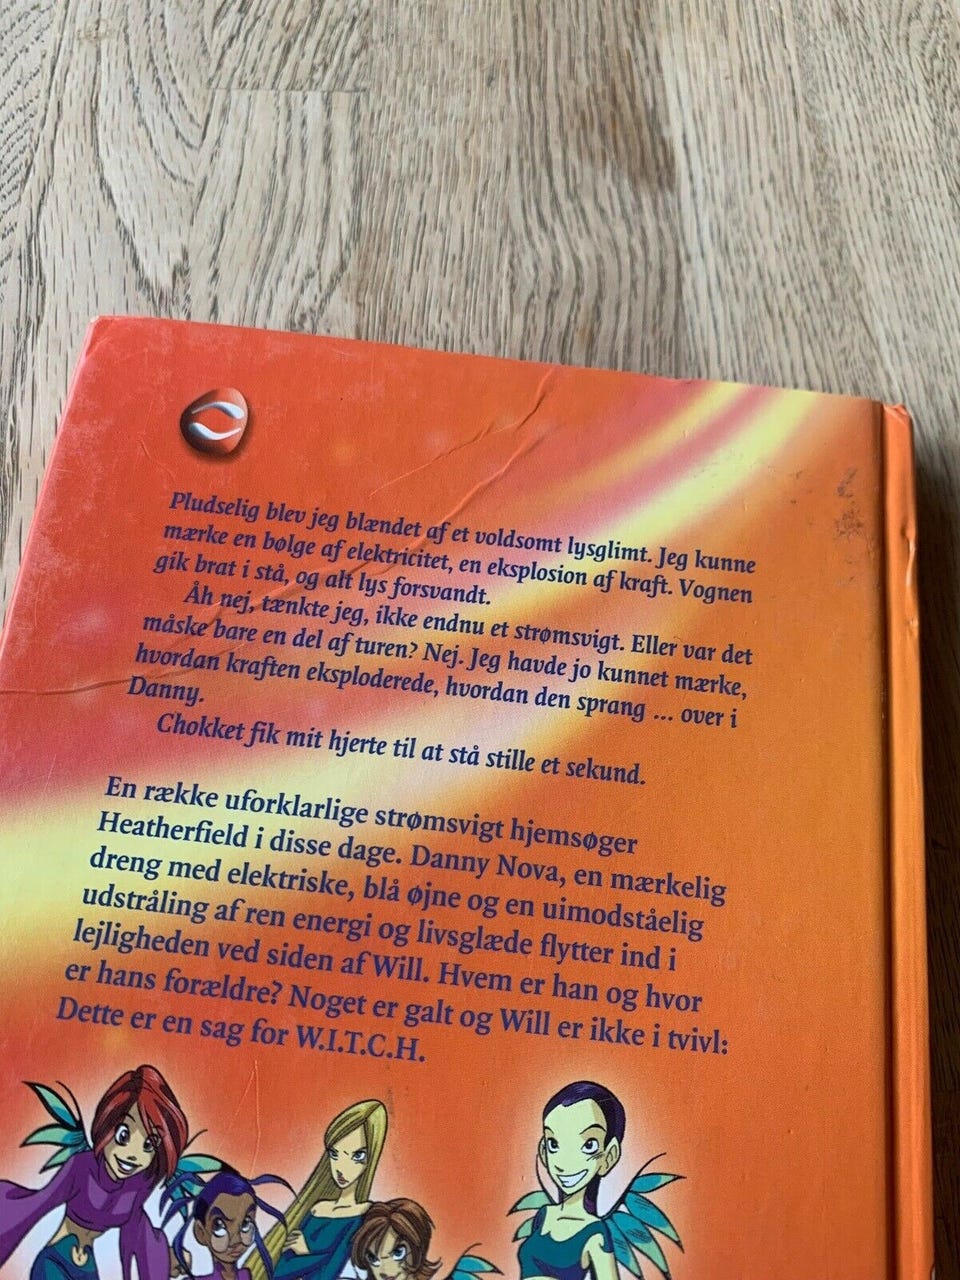 Pludselig blev jeg blændet af et voldsomt lysglimt. Jeg kunne
mærke en bølge af elektricitet, en eksplosion af kraft. Vognen
gik brat i stå, og alt lys forsvandt.
Åh nej, tænkte jeg, ikke endnu et strømsvigt. Eller var det
måske bare en del af turen? Nej. Jeg havde jo kunnet mærke,
hvordan kraften eksploderede, hvordan den sprang ... over i
Danny.
Chokket fik mit hjerte til at stå stille et sekund.
En række uforklarlige strømsvigt hjemsøger
Heatherfield i disse dage. Danny Nova, en mærkelig
dreng med elektriske, blå øjne og en uimodståelig
udstråling af ren energi og livsglæde flytter ind i
lejligheden ved siden af Will. Hvem er han og hvor
er hans forældre? Noget er galt og Will er ikke i tvivl:
Dette er en sag for W.I.T.C.H.